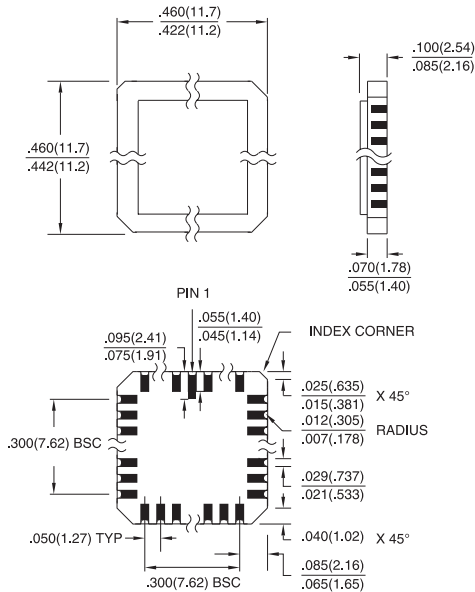 .460(11.7)
.422(11.2)
.100(2.54)
.085(2.16)
.460(11.7)
.442(11.2)
.070(1.78)
.055(1.40)
PIN 1
.055(1.40)
.045(1.14)
INDEX CORNER
.095(2.41)
.075(1.91)
.025(.635)
.015(.381)
X 45°
.012(.305)
.007(.178)
RADIUS
.300(7.62) BSC
.029(.737)
.021(.533)
.050(1.27) TYP
.040(1.02) X 45°
.300(7.62) BSC
.085(2.16)
.065(1.65)